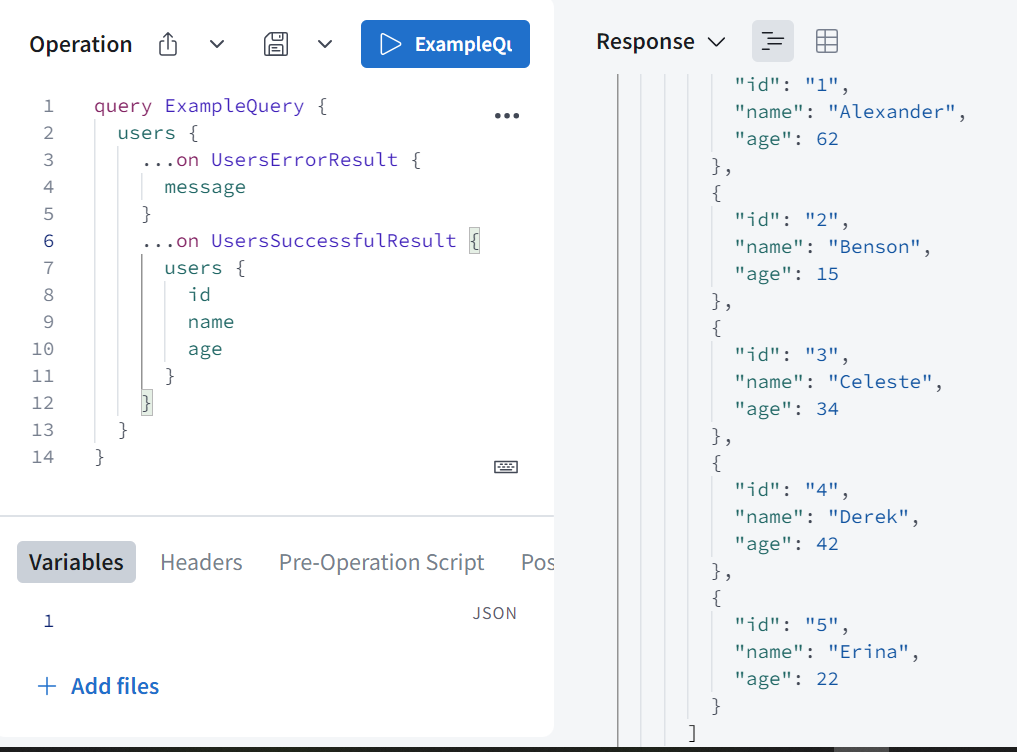 Operation
ExampleQu
1 query ExampleQuery {
2 users {
3 ...on UsersErrorResult {
4 message
5 }
6 ...on UsersSuccessfulResult {
7 users {
8 id
9 name
10 age
11 }
12 }
13 }
14 }
Variables Headers Pre-Operation Script Pos
1
JSON
+ Add files
Response
"id": "1",
"name": "Alexander",
"age": 62
},
{
"id": "2",
"name": "Benson",
"age": 15
},
{
"id": "3",
"name": "Celeste",
"age": 34
},
{
"id": "4",
"name": "Derek",
"age": 42
},
{
"id": "5",
"name": "Erina",
"age": 22
}
]